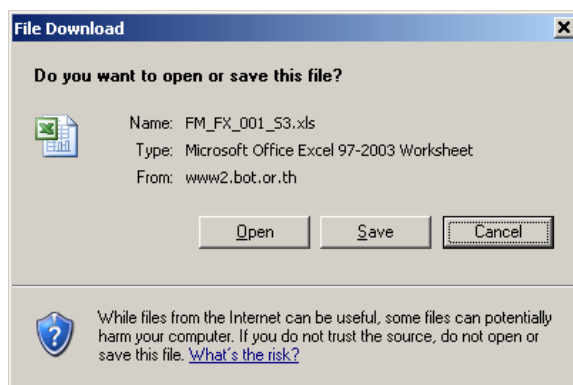 File Download
Do you want to open or save this file?
Name: FM_FX_001_S3.xls
Type: Microsoft Office Excel 97-2003 Worksheet
From: www2.bot.or.th
Open Save Cancel
While files from the Internet can be useful, some files can potentially
harm your computer. If you do not trust the source, do not open or
save this file. What's the risk?